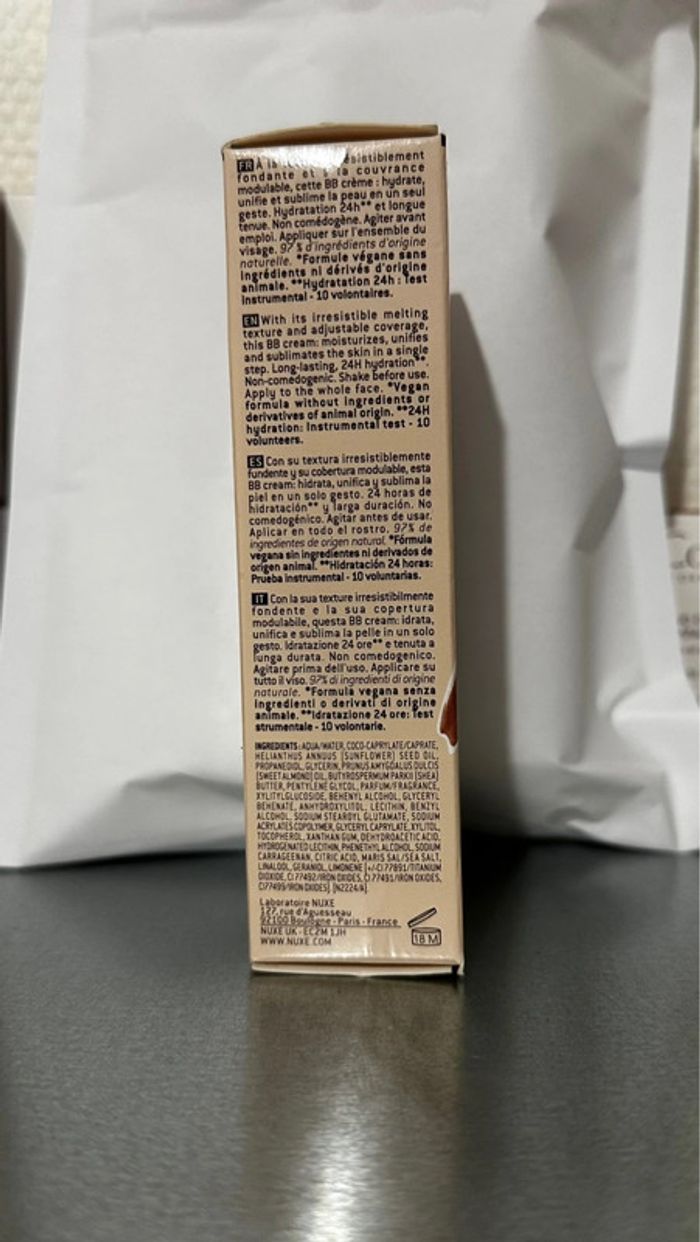 FR À la ésistiblement
fondante et la couvrance
modulable, cette BB crème : hydrate,
unifie et sublime la peau en un seul
geste. Hydratation 24h** et longue
tenue. Non comédogène. Agiter avant
emploi. Appliquer sur l'ensemble du
visage. 97 % d'ingrédients d'origine
naturelle. *Formule végane sans
ingrédients ni dérivés d'origine
animale. **Hydratation 24h : Test
Instrumental - 10 volontaires.
EN With its irresistible melting
texture and adjustable coverage,
this BB cream: moisturizes, unifies
and sublimates the skin in a single
step. Long-lasting, 24H hydration**.
Non-comedogenic. Shake before use.
Apply to the whole face. *Vegan
formula without ingredients or
derivatives of animal origin. **24H
hydration: Instrumental test - 10
volunteers.
ES Con su textura irresistiblemente
fundente y su cobertura modulable, esta
BB cream: hidrata, unifica y sublima la
piel en un solo gesto. 24 horas de
hidratación** y larga duración. No
comedogénico. Agitar antes de usar.
Aplicar en todo el rostro. 97% de
ingredientes de origen natural. *Fórmula
vegana sin ingredientes ni derivados de
origen animal. **Hidratación 24 horas:
Prueba instrumental - 10 voluntarias.
IT Con la sua texture irresistibilmente
fondente e la sua copertura
modulabile, questa BB cream: idrata,
unifica e sublima la pelle in un solo
gesto. Idratazione 24 ore** e tenuta a
lunga durata. Non comedogenico.
Agitare prima dell'uso. Applicare su
tutto il viso. 97% di ingredienti di origine
naturale. *Formula vegana senza
ingredienti o derivati di origine
animale. **Idratazione 24 ore: Test
strumentale - 10 volontarie.
INGREDIENTS: AQUA/WATER, COCO-CAPRYLATE/CAPRATE,
HELIANTHUS ANNUUS (SUNFLOWER) SEED OIL,
PROPANEDIOL, GLYCERIN, PRUNUS AMYGDALUS DULCIS
(SWEET ALMOND) OIL, BUTYROSPERMUM PARKII (SHEA)
BUTTER, PENTYLENE GLYCOL, PARFUM/FRAGRANCE,
XYLITYLGLUCOSIDE, BEHENYL ALCOHOL, GLYCERYL
BEHENATE, ANHYDROXYLITOL, LECITHIN, BENZYL
ALCOHOL, SODIUM STEAROYL GLUTAMATE, SODIUM
ACRYLATES COPOLYMER, GLYCERYL CAPRYLATE, XYLITOL,
TOCOPHEROL, XANTHAN GUM, DEHYDROACETIC ACID,
HYDROGENATED LECITHIN, PHENETHYL ALCOHOL, SODIUM
CARRAGEENAN, CITRIC ACID, MARIS SAL/SEA SALT,
LINALOOL, GERANIOL, LIMONENE [+/-CI 77891/TITANIUM
DIOXIDE, CI 77492/IRON OXIDES, CI 77491/IRON OXIDES,
CI 77499/IRON OXIDES]. [N2224/A].
Laboratoire NUXE
127, rue d'Aguesseau
92100 Boulogne - Paris - France
NUXE UK - EC2M 1JH
WWW.NUXE.COM
18 M